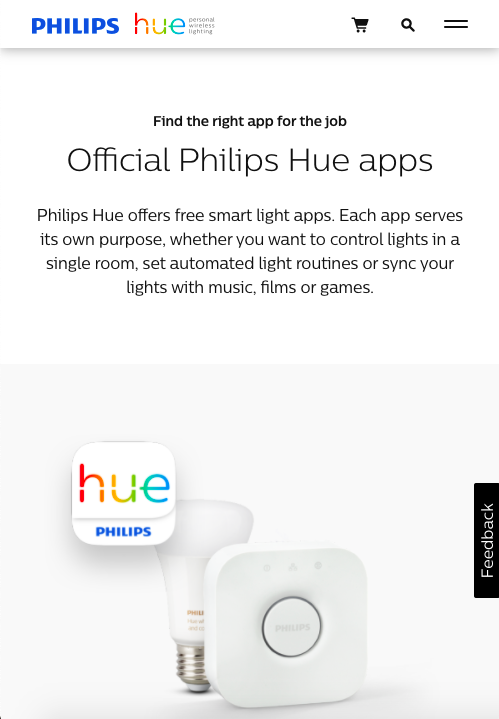 PHILIPS hue personal
wireless
lighting
Find the right app for the job
Official Philips Hue apps
Philips Hue offers free smart light apps. Each app serves
its own purpose, whether you want to control lights in a
single room, set automated light routines or sync your
lights with music, films or games.
hue
PHILIPS
PHILIPS
Feedback